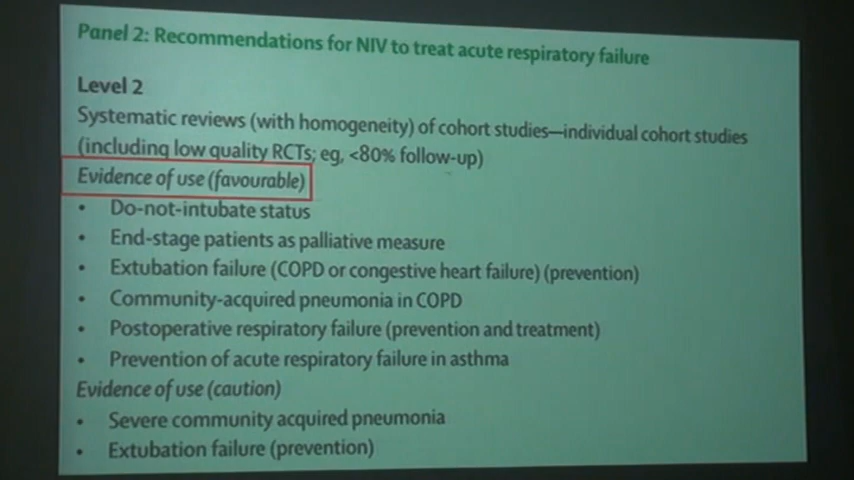 Panel 2: Recommendations for NIV to treat acute respiratory failure
Level 2
Systematic reviews (with homogeneity) of cohort studies—individual cohort studies
(including low quality RCTs; eg, <80% follow-up)
Evidence of use (favourable)
• Do-not-intubate status
• End-stage patients as palliative measure
• Extubation failure (COPD or congestive heart failure) (prevention)
• Community-acquired pneumonia in COPD
• Postoperative respiratory failure (prevention and treatment)
• Prevention of acute respiratory failure in asthma
Evidence of use (caution)
• Severe community acquired pneumonia
• Extubation failure (prevention)